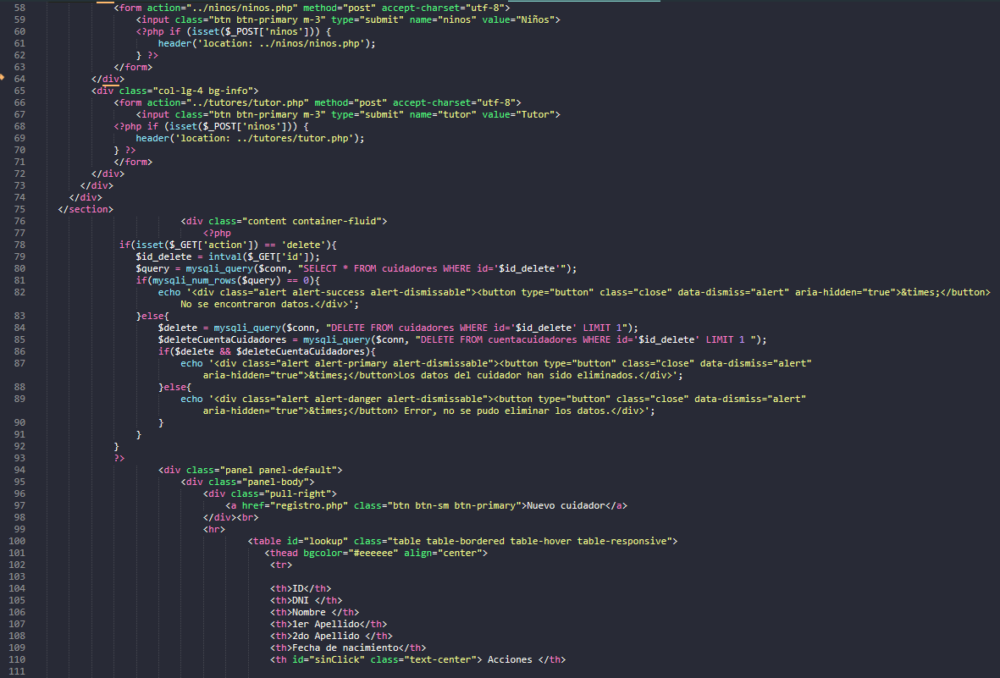 58 <form action="../ninos/ninos.php" method="post" accept-charset="utf-8">
59 <input class="btn btn-primary m-3" type="submit" name="ninos" value="Niños">
60 <?php if (isset($_POST['ninos'])) {
61 header('location: ../ninos/ninos.php');
62 } ?>
63 </form>
64 </div>
65 <div class="col-lg-4 bg-info">
66 <form action="../tutores/tutor.php" method="post" accept-charset="utf-8">
67 <input class="btn btn-primary m-3" type="submit" name="tutor" value="Tutor">
68 <?php if (isset($_POST['ninos'])) {
69 header('location: ../tutores/tutor.php');
70 } ?>
71 </form>
72 </div>
73 </div>
74 </div>
75 </section>
76 <div class="content container-fluid">
77 <?php
78 if(isset($_GET['action']) == 'delete'){
79 $id_delete = intval($_GET['id']);
80 $query = mysqli_query($conn, "SELECT * FROM cuidadores WHERE id='$id_delete'");
81 if(mysqli_num_rows($query) == 0){
82 echo '<div class="alert alert-success alert-dismissable"><button type="button" class="close" data-dismiss="alert" aria-hidden="true">&times;</button>
No se encontraron datos.</div>';
83 }else{
84 $delete = mysqli_query($conn, "DELETE FROM cuidadores WHERE id='$id_delete' LIMIT 1");
85 $deleteCuentaCuidadores = mysqli_query($conn, "DELETE FROM cuentacuidadores WHERE id='$id_delete' LIMIT 1 ");
86 if($delete && $deleteCuentaCuidadores){
87 echo '<div class="alert alert-primary alert-dismissable"><button type="button" class="close" data-dismiss="alert"
aria-hidden="true">&times;</button>Los datos del cuidador han sido eliminados.</div>';
88 }else{
89 echo '<div class="alert alert-danger alert-dismissable"><button type="button" class="close" data-dismiss="alert"
aria-hidden="true">&times;</button> Error, no se pudo eliminar los datos.</div>';
90 }
91 }
92 }
93 ?>
94 <div class="panel panel-default">
95 <div class="panel-body">
96 <div class="pull-right">
97 <a href="registro.php" class="btn btn-sm btn-primary">Nuevo cuidador</a>
98 </div><br>
99 <hr>
100 <table id="lookup" class="table table-bordered table-hover table-responsive">
101 <thead bgcolor="#eeeeee" align="center">
102 <tr>
103
104 <th>ID</th>
105 <th>DNI </th>
106 <th>Nombre </th>
107 <th>1er Apellido</th>
108 <th>2do Apellido </th>
109 <th>Fecha de nacimiento</th>
110 <th id="sinClick" class="text-center"> Acciones </th>
111